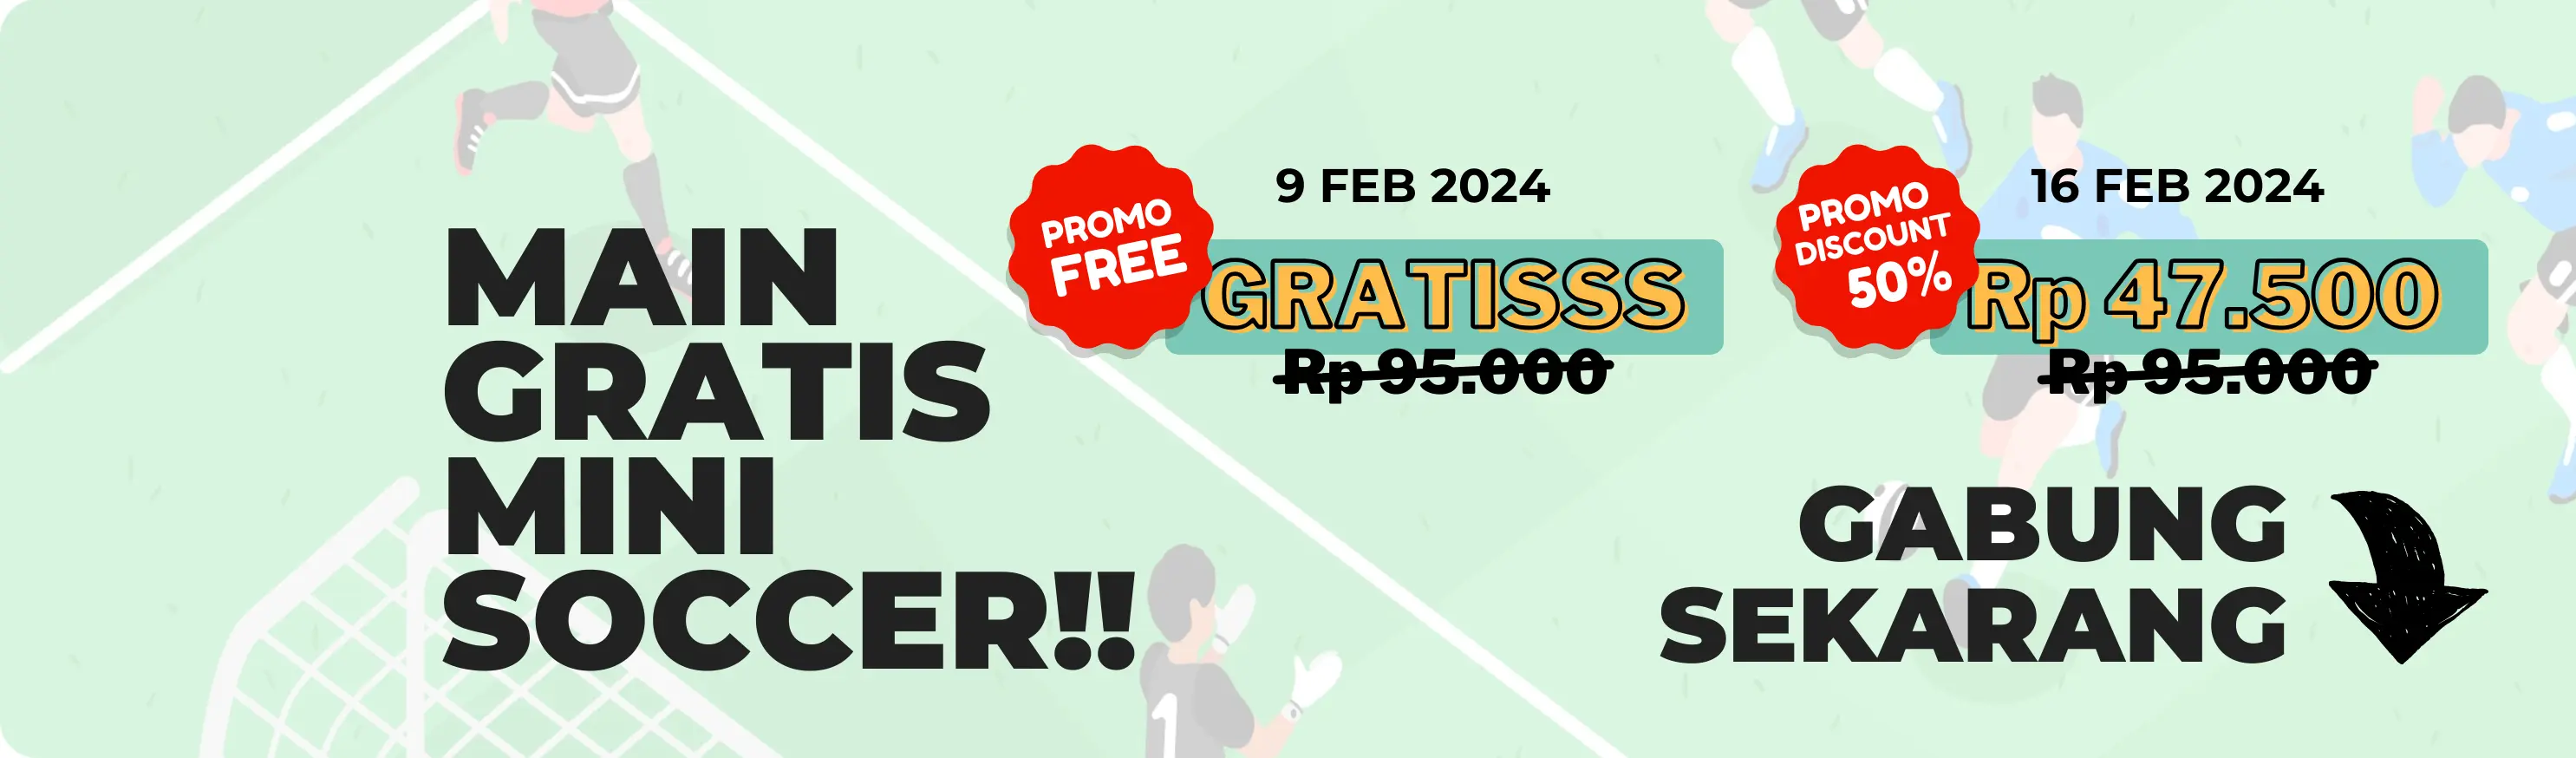 MAIN
GRATIS
MINI
SOCCER!!
PROMO
FREE
9 FEB 2024
GRATISSS
Rp 95.000
PROMO
DISCOUNT
50%
16 FEB 2024
Rp 47.500
Rp 95.000
GABUNG
SEKARANG
1